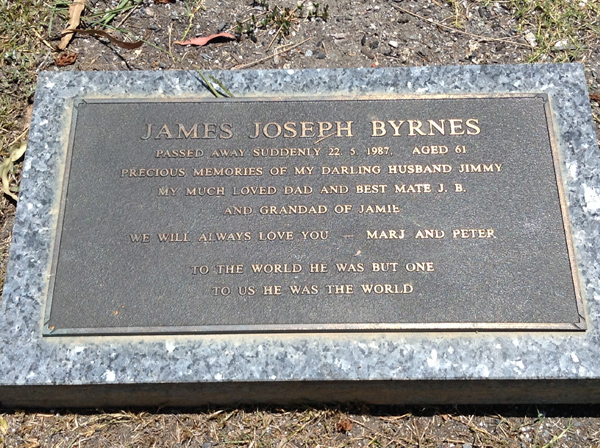 JAMES JOSEPH BYRNES
PASSED AWAY SUDDENLY 22. 5. 1987. AGED 61
PRECIOUS MEMORIES OF MY DARLING HUSBAND JIMMY
MY MUCH LOVED DAD AND BEST MATE J. B.
AND GRANDAD OF JAMIE
WE WILL ALWAYS LOVE YOU — MARJ AND PETER
TO THE WORLD HE WAS BUT ONE
TO US HE WAS THE WORLD